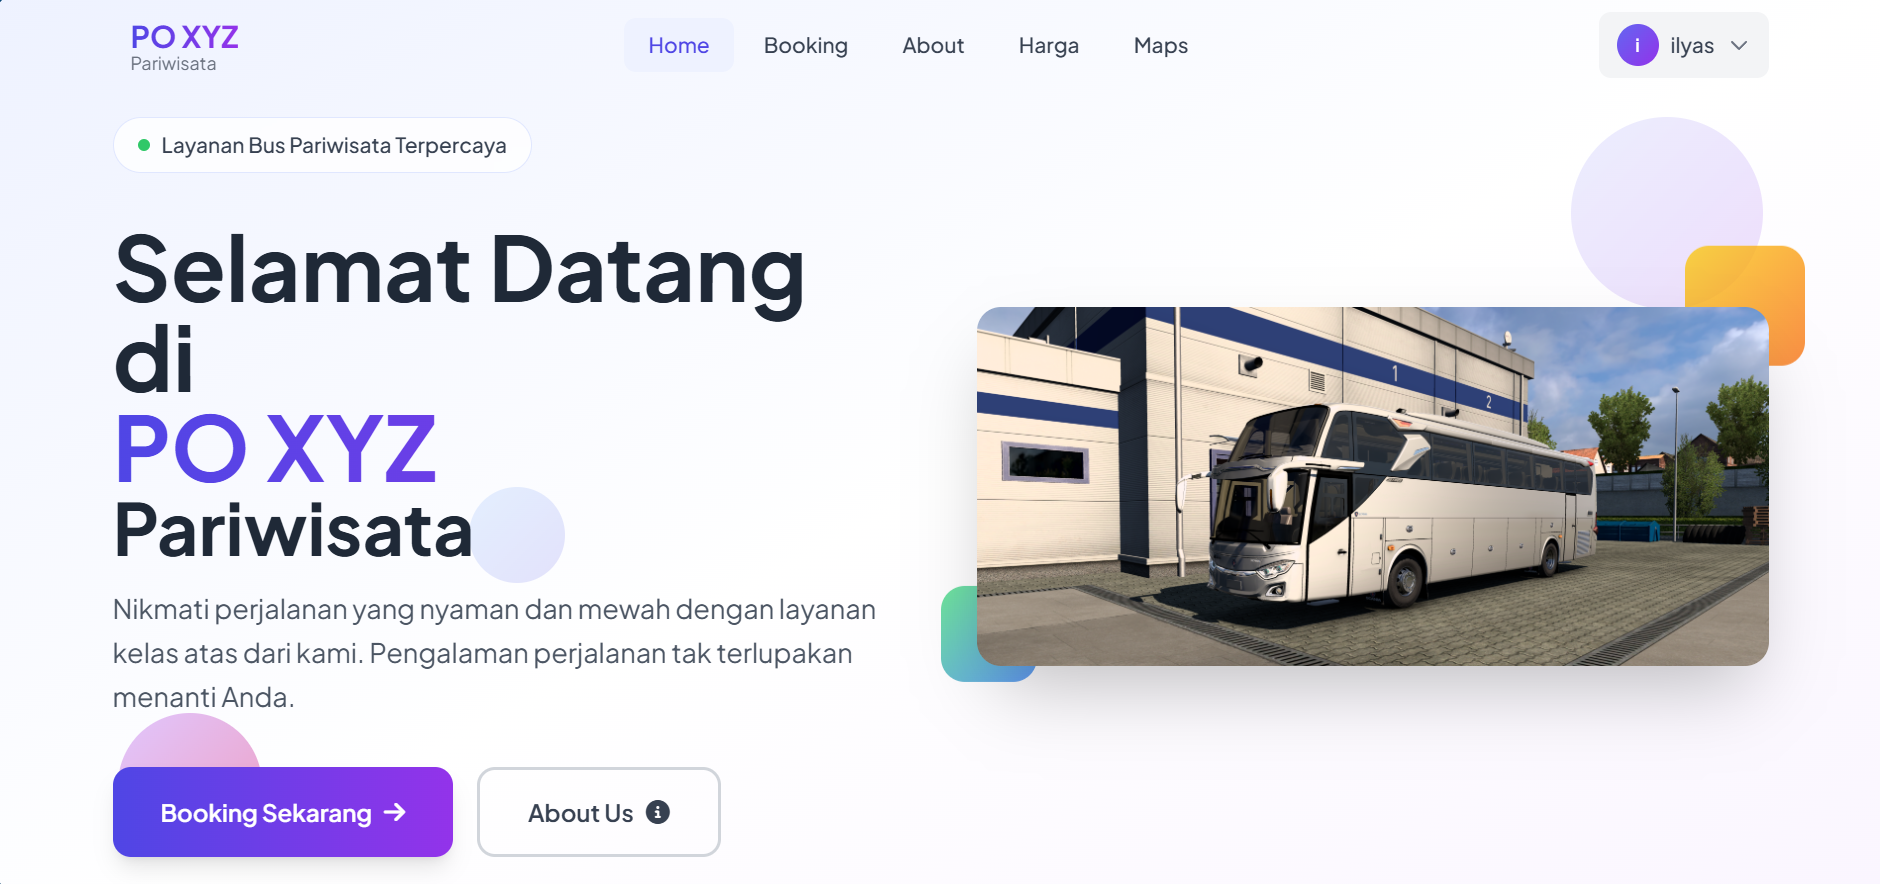 PO XYZ
Pariwisata
Home
Booking
About
Harga
Maps
i
ilyas
Layanan Bus Pariwisata Terpercaya
Selamat Datang
di
PO XYZ
Pariwisata
Nikmati perjalanan yang nyaman dan mewah dengan layanan
kelas atas dari kami. Pengalaman perjalanan tak terlupakan
menanti Anda.
Booking Sekarang
About Us
1
2